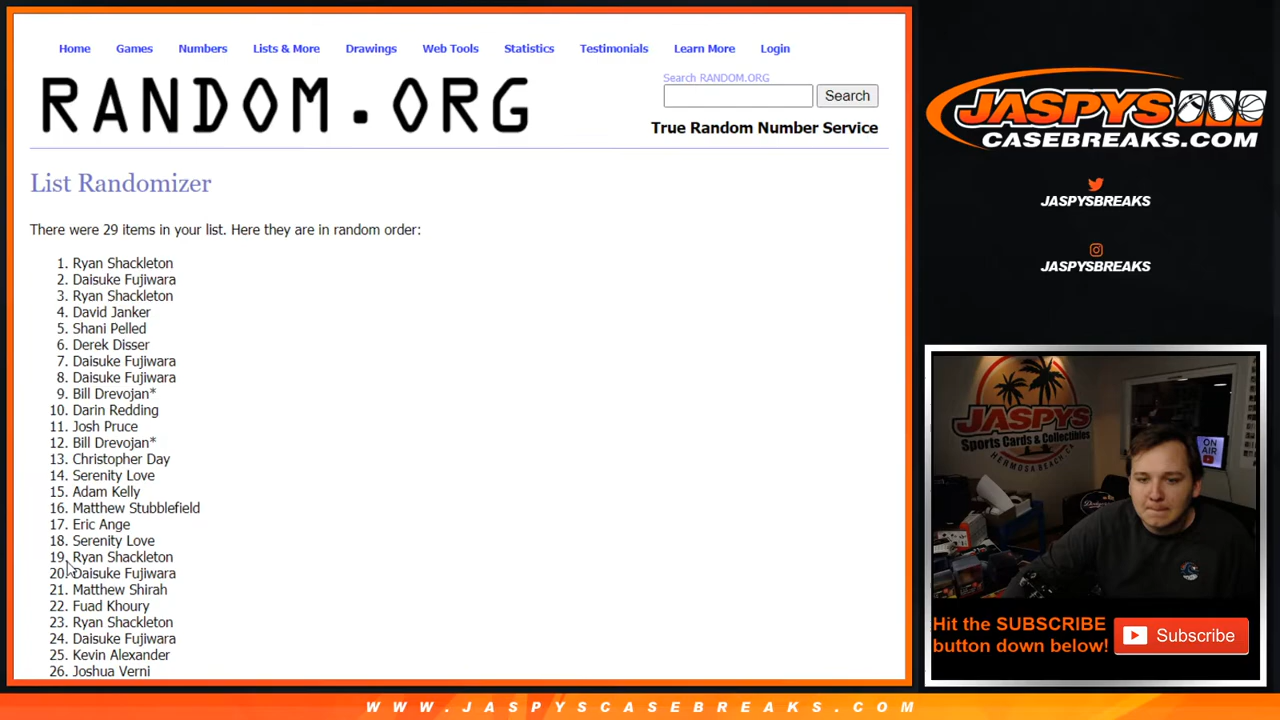 Home Games Numbers Lists & More Drawings Web Tools Statistics Testimonials Learn More Login
RANDOM.ORG
Search RANDOM.ORG
Search
True Random Number Service
List Randomizer
There were 29 items in your list. Here they are in random order:
1. Ryan Shackleton
2. Daisuke Fujiwara
3. Ryan Shackleton
4. David Janker
5. Shani Pelled
6. Derek Disser
7. Daisuke Fujiwara
8. Daisuke Fujiwara
9. Bill Drevojan*
10. Darin Redding
11. Josh Pruce
12. Bill Drevojan*
13. Christopher Day
14. Serenity Love
15. Adam Kelly
16. Matthew Stubblefield
17. Eric Ange
18. Serenity Love
19. Ryan Shackleton
20. Daisuke Fujiwara
21. Matthew Shirah
22. Fuad Khoury
23. Ryan Shackleton
24. Daisuke Fujiwara
25. Kevin Alexander
26. Joshua Verni
JASPYS
CASEBREAKS.COM
JASPYSBREAKS
JASPYSBREAKS
JASPYS
Sports Cards & Collectibles
HERMOSA BEACH, CA
ON AIR
Hit the SUBSCRIBE
button down below!
Subscribe
WWW.JASPYSCASEBREAKS.COM